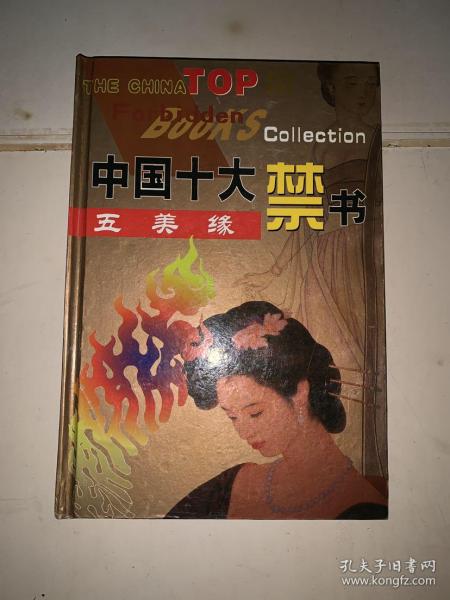 THE CHINA TOP
Forbidden
BOOK'S Collection
中国十大禁书
五美缘
孔夫子旧书网
www.kongfz.com